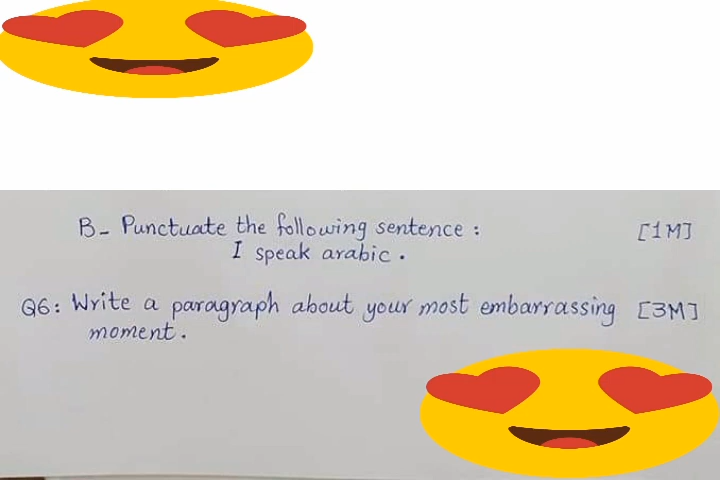 B- Punctuate the following sentence : [1M]
I speak arabic .
Q6: Write a paragraph about your most embarrassing [3M]
moment .